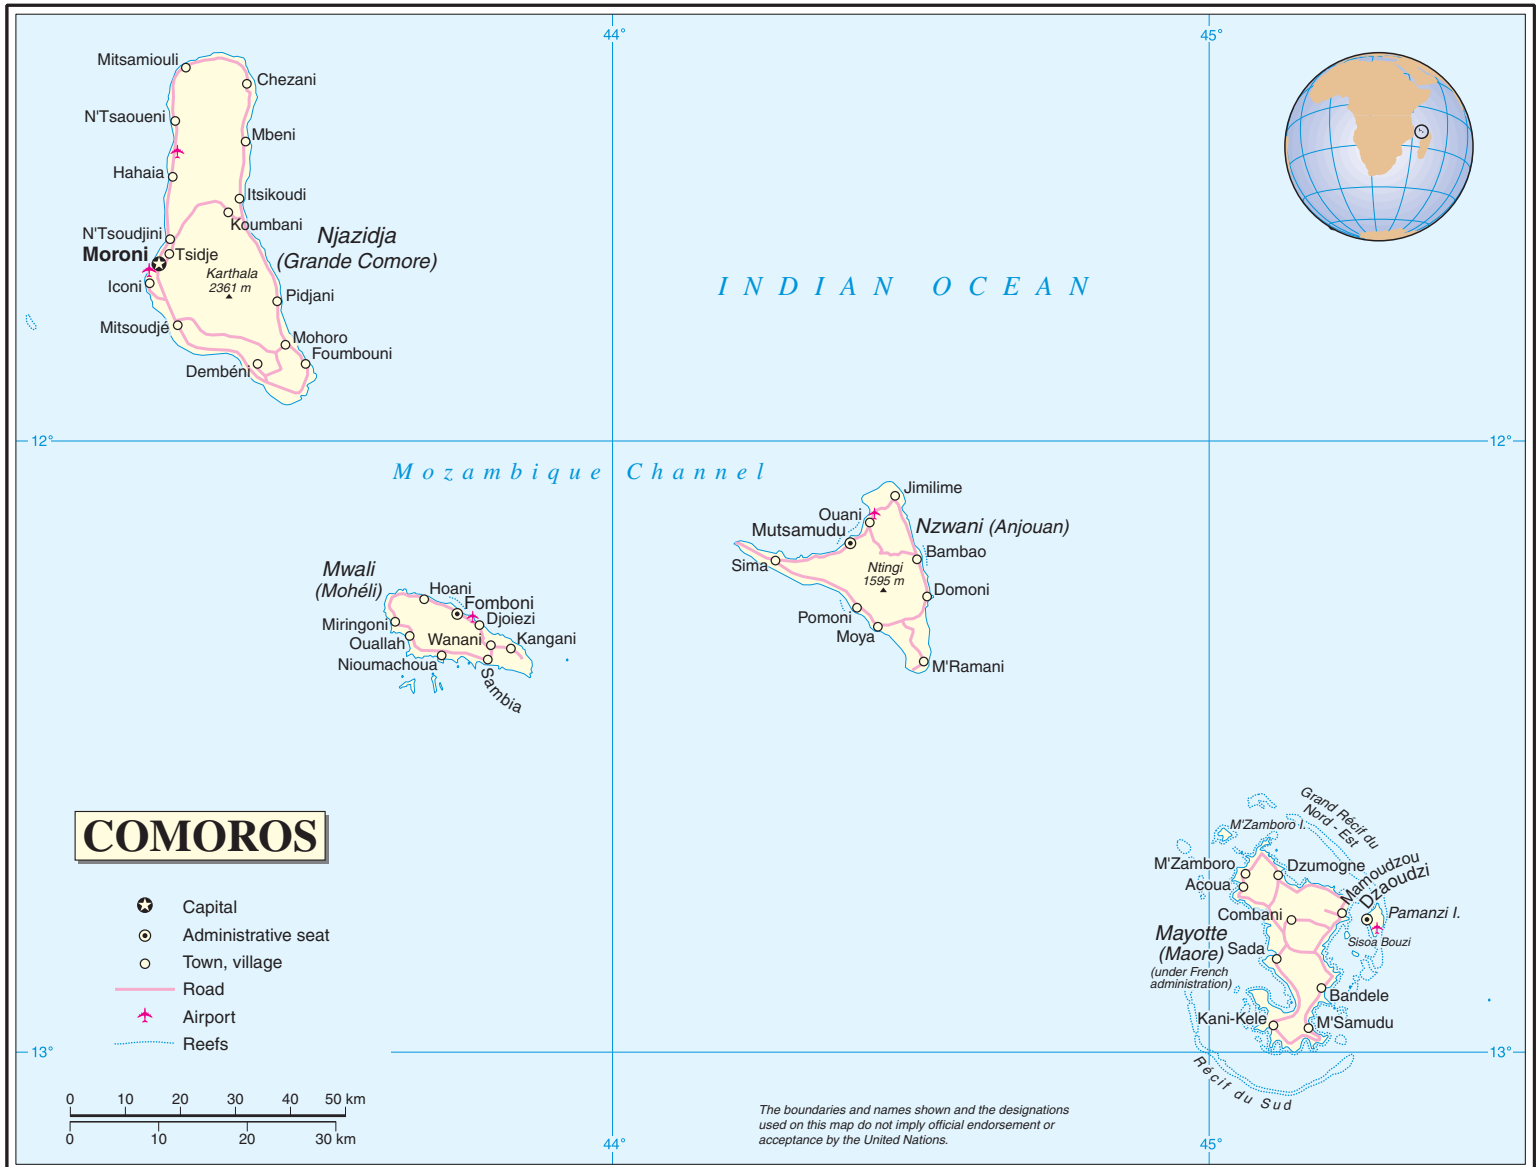 44°
45°
Mitsamiouli
Chezani
N'Tsaoueni
Mbeni
Hahaia
Itsikoudi
Koumbani
N'Tsoudjini
Moroni
Tsidje
Njazidja
(Grande Comore)
Karthala
2361 m
Iconi
Pidjani
Mitsoudjé
Mohoro
Foumbouni
Dembéni
INDIAN OCEAN
12°
12°
Mozambique Channel
Jimilime
Ouani
Mutsamudu
Nzwani (Anjouan)
Bambao
Sima
Ntingi
1595 m
Domoni
Pomoni
Moya
M'Ramani
Mwali
(Mohéli)
Hoani
Fomboni
Djoiezi
Miringoni
Ouallah
Wanani
Kangani
Nioumachoua
Sambia
Grand Récif du
Nord - Est
M'Zamboro I.
M'Zamboro
Dzumogne
Acoua
Mamoudzou
Dzaoudzi
Combani
Pamanzi I.
Mayotte
(Maore)
(under French
administration)
Sada
Sisoa Bouzi
Bandele
Kani-Kele
M'Samudu
Récif du Sud
COMOROS
Capital
Administrative seat
Town, village
Road
Airport
Reefs
13°
13°
0 10 20 30 40 50 km
0 10 20 30 km
The boundaries and names shown and the designations
used on this map do not imply official endorsement or
acceptance by the United Nations.
44°
45°